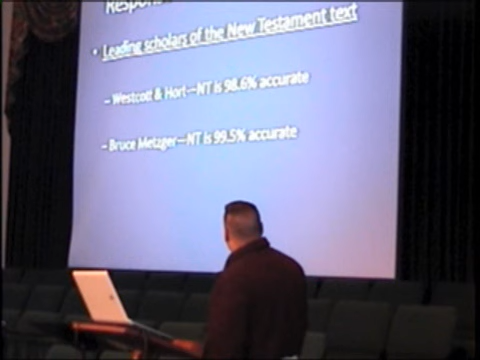 • Leading scholars of the New Testament text
– Westcott & Hort—NT is 98.6% accurate
– Bruce Metzger—NT is 99.5% accurate